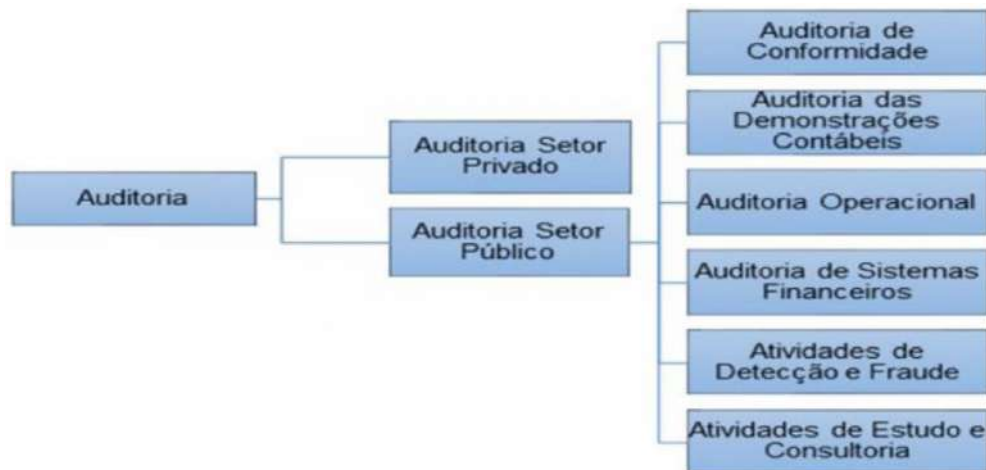 Auditoria
Auditoria Setor
Privado
Auditoria Setor
Público
Auditoria de
Conformidade
Auditoria das
Demonstrações
Contábeis
Auditoria Operacional
Auditoria de Sistemas
Financeiros
Atividades de
Detecção e Fraude
Atividades de Estudo e
Consultoria